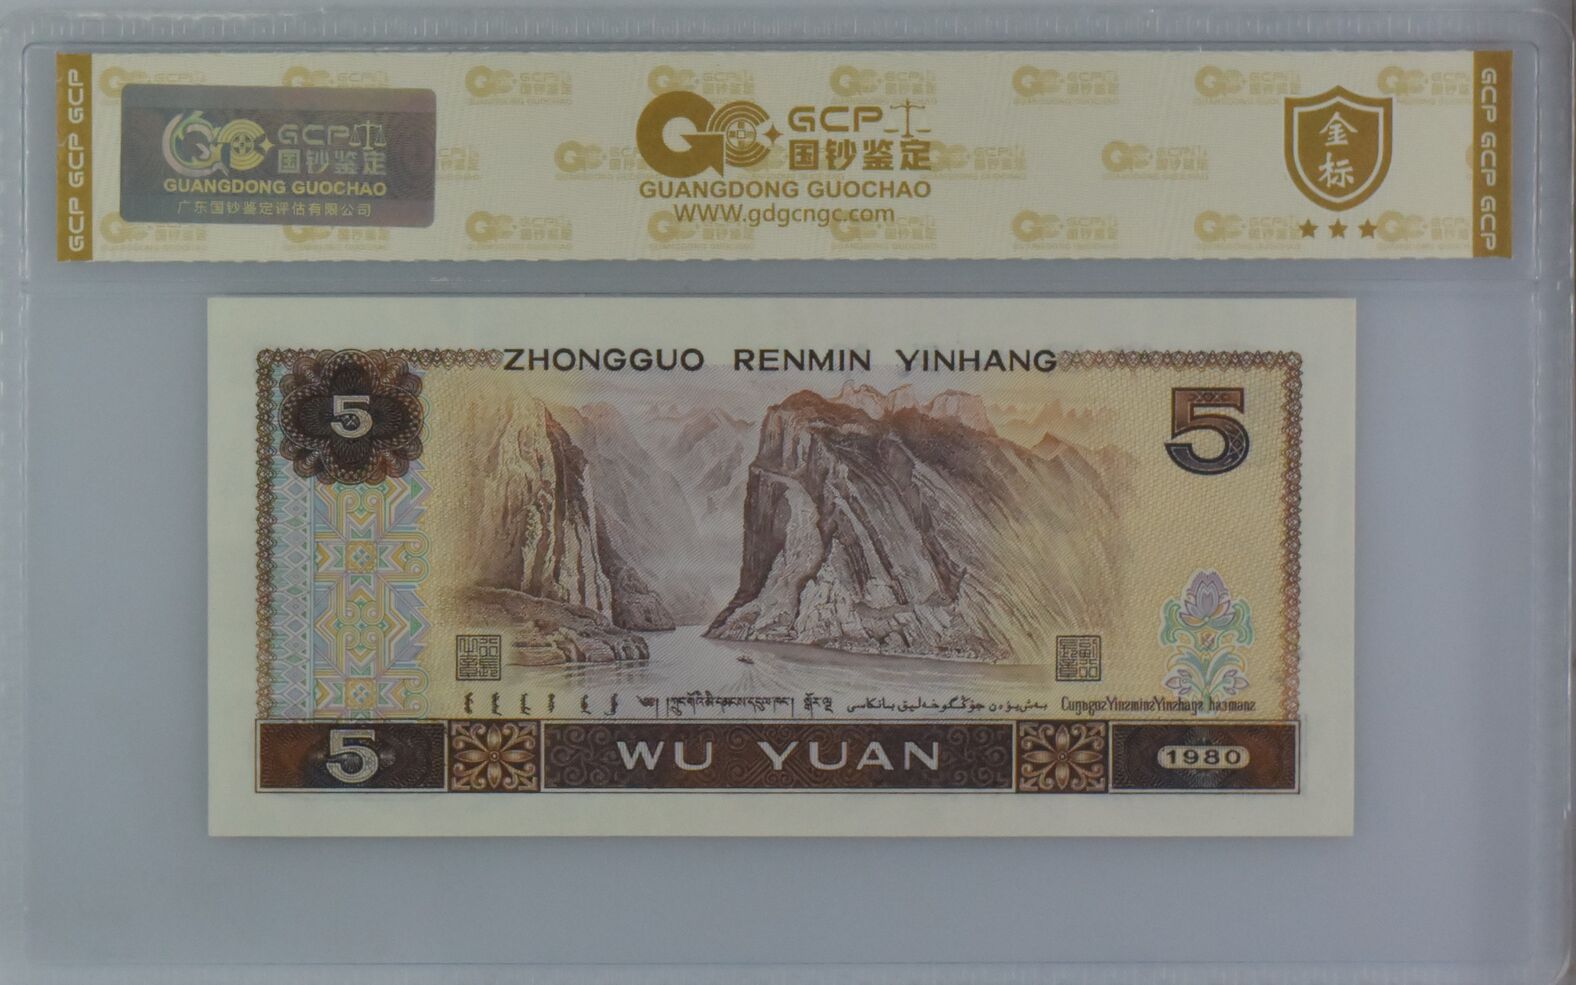 GCP 国钞鉴定
GUANGDONG GUOCHAO
广东国钞鉴定评估有限公司
GCP 国钞鉴定
GUANGDONG GUOCHAO
WWW.gdgcngc.com
金标
GCP GCP GCP
GCP GCP GCP GCP
ZHONGGUO RENMIN YINHANG
5
5
5 WU YUAN 1980